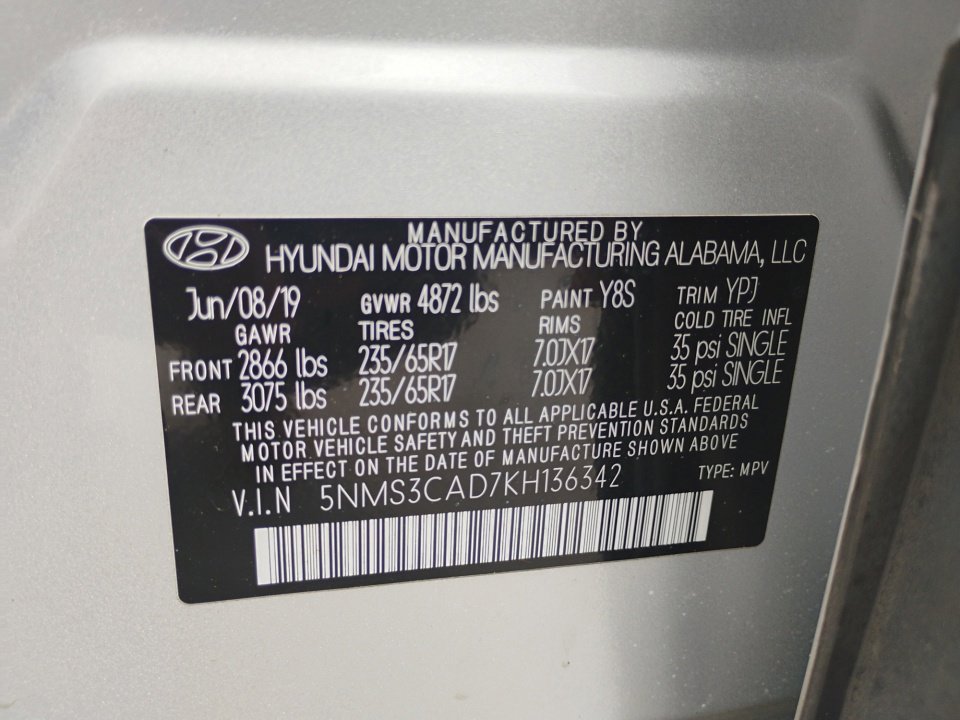 MANUFACTURED BY
HYUNDAI MOTOR MANUFACTURING ALABAMA, LLC
Jun/08/19 GVWR 4872 lbs PAINT Y8S TRIM YPJ
GAWR TIRES RIMS COLD TIRE INFL
FRONT 2866 lbs 235/65R17 7.0JX17 35 psi SINGLE
REAR 3075 lbs 235/65R17 7.0JX17 35 psi SINGLE
THIS VEHICLE CONFORMS TO ALL APPLICABLE U.S.A. FEDERAL
MOTOR VEHICLE SAFETY AND THEFT PREVENTION STANDARDS
IN EFFECT ON THE DATE OF MANUFACTURE SHOWN ABOVE
V.I.N 5NMS3CAD7KH136342 TYPE: MPV